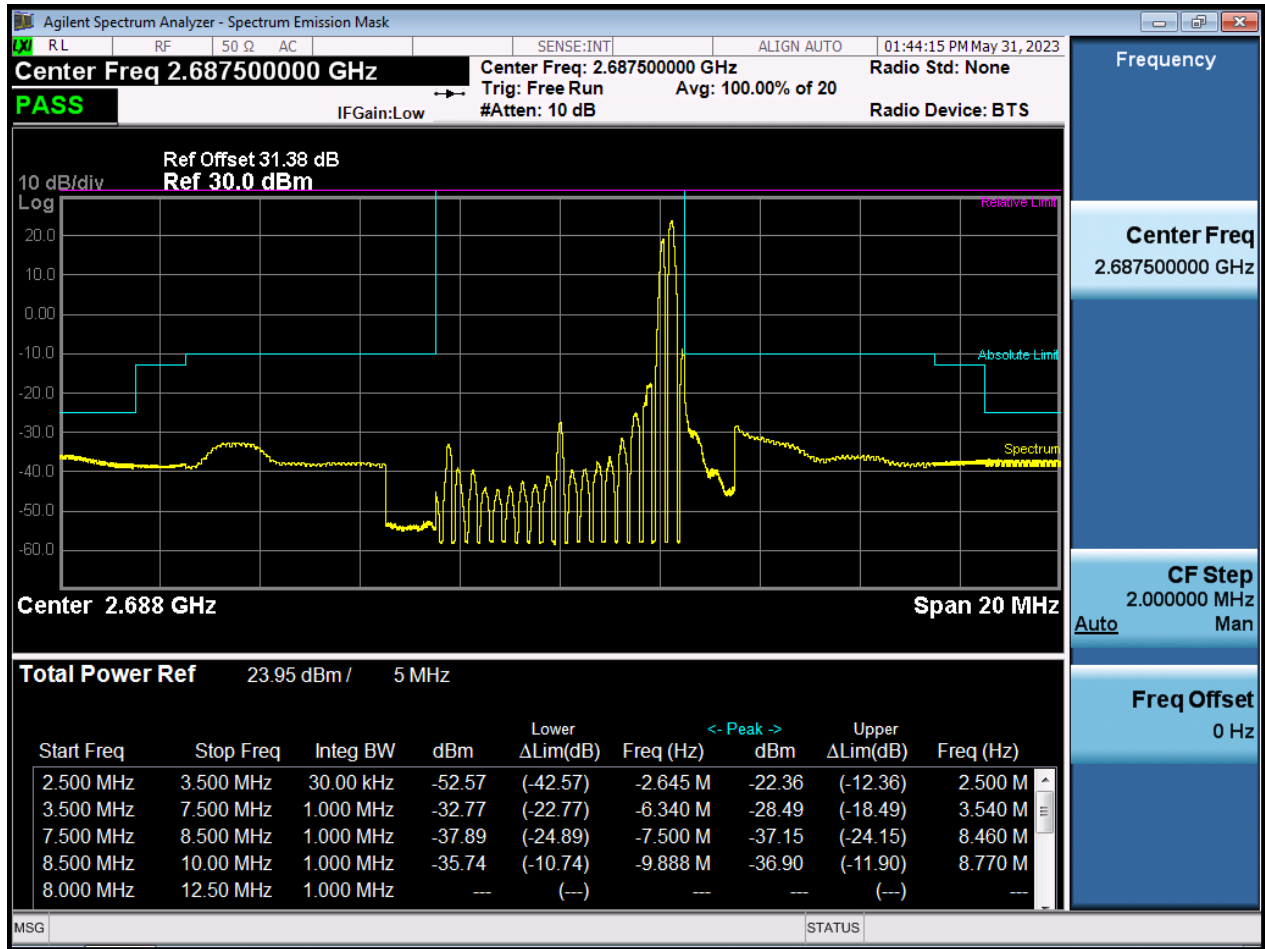 Agilent Spectrum Analyzer - Spectrum Emission Mask
LXI RL RF 50 Ω AC SENSE:INT ALIGN AUTO 01:44:15 PM May 31, 2023
Center Freq 2.687500000 GHz
Center Freq: 2.687500000 GHz Radio Std: None
Trig: Free Run Avg: 100.00% of 20
PASS IFGain:Low #Atten: 10 dB Radio Device: BTS
Ref Offset 31.38 dB
10 dB/div Ref 30.0 dBm
Log
Relative Limit
20.0
10.0
0.00
-10.0
Absolute Limit
-20.0
-30.0
Spectrum
-40.0
-50.0
-60.0
Center 2.688 GHz Span 20 MHz
Total Power Ref 23.95 dBm / 5 MHz
Lower <- Peak -> Upper
Start Freq Stop Freq Integ BW dBm ΔLim(dB) Freq (Hz) dBm ΔLim(dB) Freq (Hz)
2.500 MHz 3.500 MHz 30.00 kHz -52.57 (-42.57) -2.645 M -22.36 (-12.36) 2.500 M
3.500 MHz 7.500 MHz 1.000 MHz -32.77 (-22.77) -6.340 M -28.49 (-18.49) 3.540 M
7.500 MHz 8.500 MHz 1.000 MHz -37.89 (-24.89) -7.500 M -37.15 (-24.15) 8.460 M
8.500 MHz 10.00 MHz 1.000 MHz -35.74 (-10.74) -9.888 M -36.90 (-11.90) 8.770 M
8.000 MHz 12.50 MHz 1.000 MHz --- (---) --- --- (---) ---
MSG STATUS
Frequency
Center Freq
2.687500000 GHz
CF Step
2.000000 MHz
Auto Man
Freq Offset
0 Hz